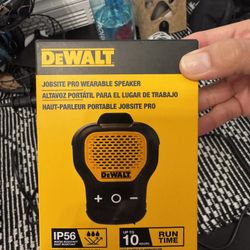 DEWALT
JOBSITE PRO WEARABLE SPEAKER
ALTAVOZ PORTÁTIL PARA EL LUGAR DE TRABAJO
HAUT-PARLEUR PORTABLE JOBSITE PRO
DEWALT
IP56
UP TO
10 HOURS
RUN
TIME